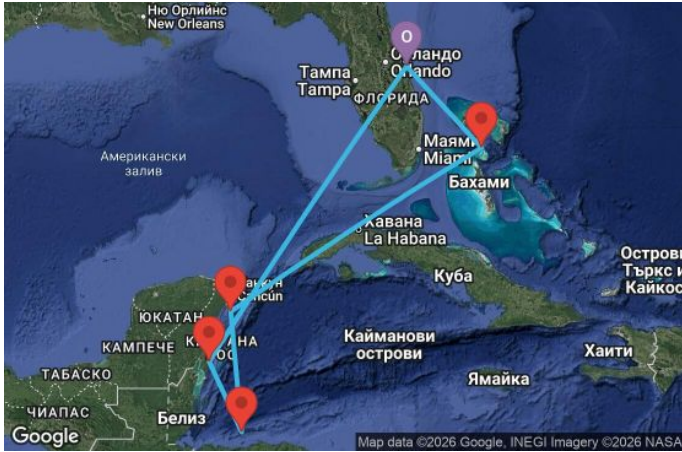 Ню Орлийнс
New Orleans
О
Орландо
Orlando
Тампа
Tampa
ФЛОРИДА
Американски
залив
Маями
Miami
Бахами
Хавана
La Habana
Cancún
Куба
Острови
Търкс и
Кайкос
ЮКАТАН
КАМПЕЧЕ
Кайманови
острови
Хаити
ТАБАСКО
Ямайка
ЧИАПАС
Белиз
Google
Map data ©2026 Google, INEGI Imagery ©2026 NASA